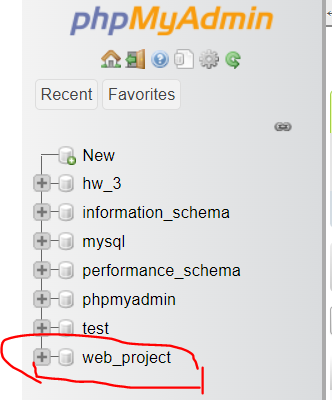 phpMyAdmin
Recent Favorites
New
hw_3
information_schema
mysql
performance_schema
phpmyadmin
test
web_project